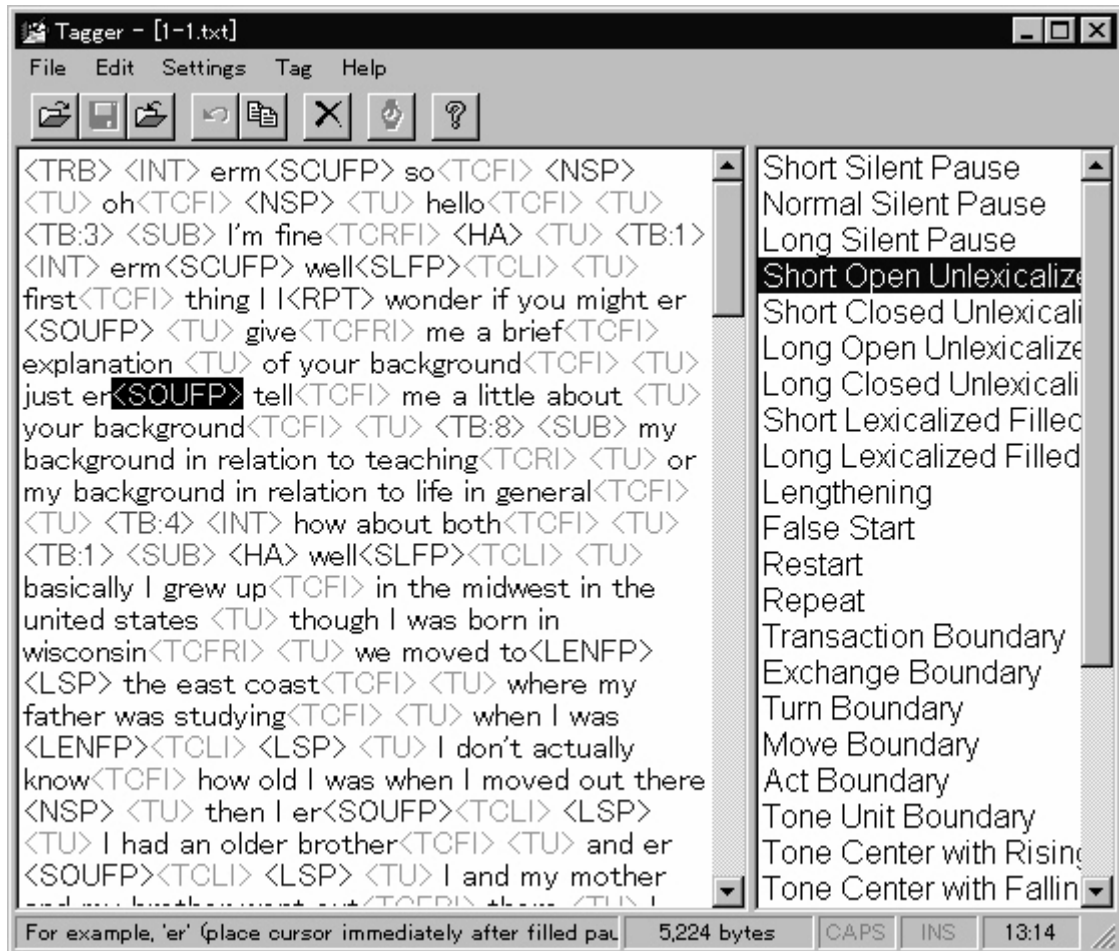 Tagger - [1-1.txt]
File Edit Settings Tag Help
<TRB> <INT> erm<SCUFP> so<TCFI> <NSP>
<TU> oh<TCFI> <NSP> <TU> hello<TCFI> <TU>
<TB:3> <SUB> I'm fine<TCRFI> <HA> <TU> <TB:1>
<INT> erm<SCUFP> well<SLFP><TCLI> <TU>
first<TCFI> thing I I<RPT> wonder if you might er
<SOUFP> <TU> give<TCFRI> me a brief<TCFI>
explanation <TU> of your background<TCFI> <TU>
just er<SOUFP> tell<TCFI> me a little about <TU>
your background<TCFI> <TU> <TB:8> <SUB> my
background in relation to teaching<TCRI> <TU> or
my background in relation to life in general<TCFI>
<TU> <TB:4> <INT> how about both<TCFI> <TU>
<TB:1> <SUB> <HA> well<SLFP><TCLI> <TU>
basically I grew up<TCFI> in the midwest in the
united states <TU> though I was born in
wisconsin<TCFRI> <TU> we moved to<LENFP>
<LSP> the east coast<TCFI> <TU> where my
father was studying<TCFI> <TU> when I was
<LENFP><TCLI> <LSP> <TU> I don't actually
know<TCFI> how old I was when I moved out there
<NSP> <TU> then I er<SOUFP><TCLI> <LSP>
<TU> I had an older brother<TCFI> <TU> and er
<SOUFP><TCLI> <LSP> <TU> I and my mother
and my brother went out<TCFRI> there <TU> I
Short Silent Pause
Normal Silent Pause
Long Silent Pause
Short Open Unlexicalize
Short Closed Unlexicali
Long Open Unlexicalize
Long Closed Unlexicali
Short Lexicalized Filled
Long Lexicalized Filled
Lengthening
False Start
Restart
Repeat
Transaction Boundary
Exchange Boundary
Turn Boundary
Move Boundary
Act Boundary
Tone Unit Boundary
Tone Center with Rising
Tone Center with Fallin
For example, 'er' (place cursor immediately after filled pau 5,224 bytes CAPS INS 13:14